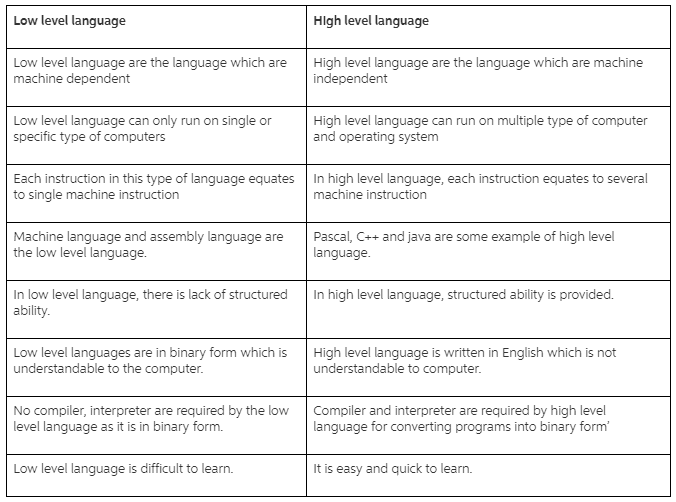 Low level language
HIgh level language
Low level language are the language which are
machine dependent
High level language are the language which are machine
independent
Low level language can only run on single or
specific type of computers
High level language can run on multiple type of computer
and operating system
Each instruction in this type of language equates
to single machine instruction
In high level language, each instruction equates to several
machine instruction
Machine language and assembly language are
the low level language.
Pascal, C++ and java are some example of high level
language.
In low level language, there is lack of structured
ability.
In high level language, structured ability is provided.
Low level languages are in binary form which is
understandable to the computer.
High level language is written in English which is not
understandable to computer.
No compiler, interpreter are required by the low
level language as it is in binary form.
Compiler and interpreter are required by high level
language for converting programs into binary form’
Low level language is difficult to learn.
It is easy and quick to learn.